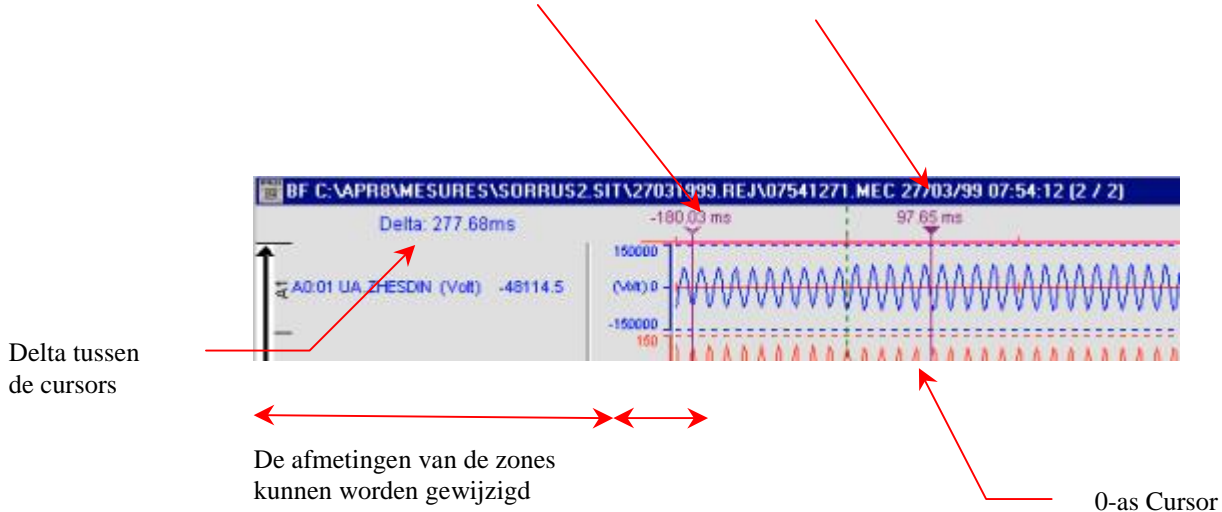 BF C:\APR8\MESURES\SORRUS2.SIT\27031999.REJ\07541271.MEC 27/03/99 07:54:12 (2 / 2)
Delta: 277.68ms
-180.03 ms
97.65 ms
150000
A1
A0:01 UA ZHESDIN (Volt) -48114.5
(Volt) 0
-150000
150
Delta tussen
de cursors
De afmetingen van de zones
kunnen worden gewijzigd
0-as Cursor